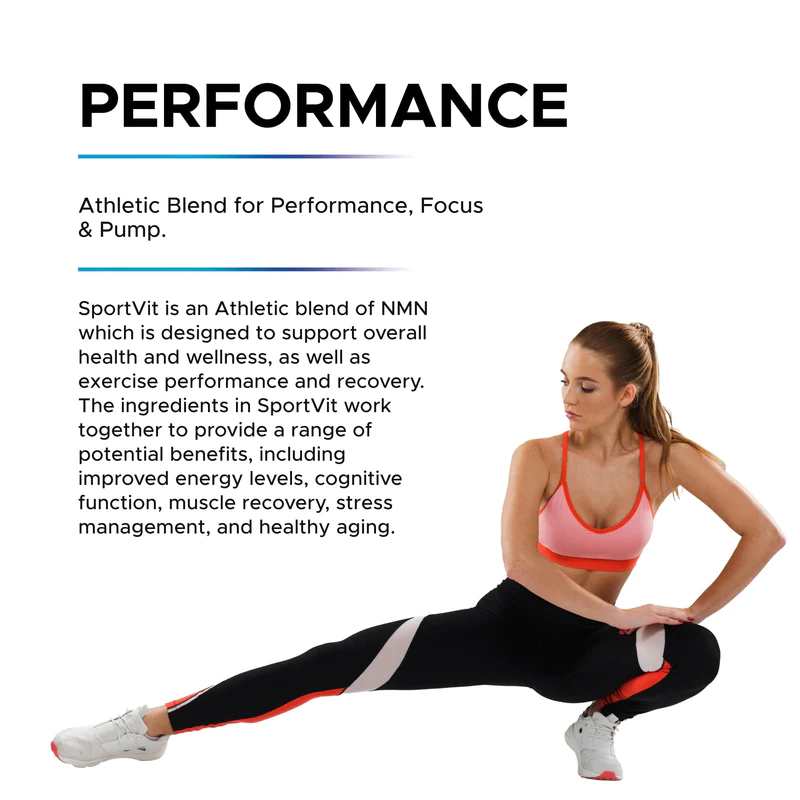 PERFORMANCE
Athletic Blend for Performance, Focus
& Pump.
SportVit is an Athletic blend of NMN
which is designed to support overall
health and wellness, as well as
exercise performance and recovery.
The ingredients in SportVit work
together to provide a range of
potential benefits, including
improved energy levels, cognitive
function, muscle recovery, stress
management, and healthy aging.